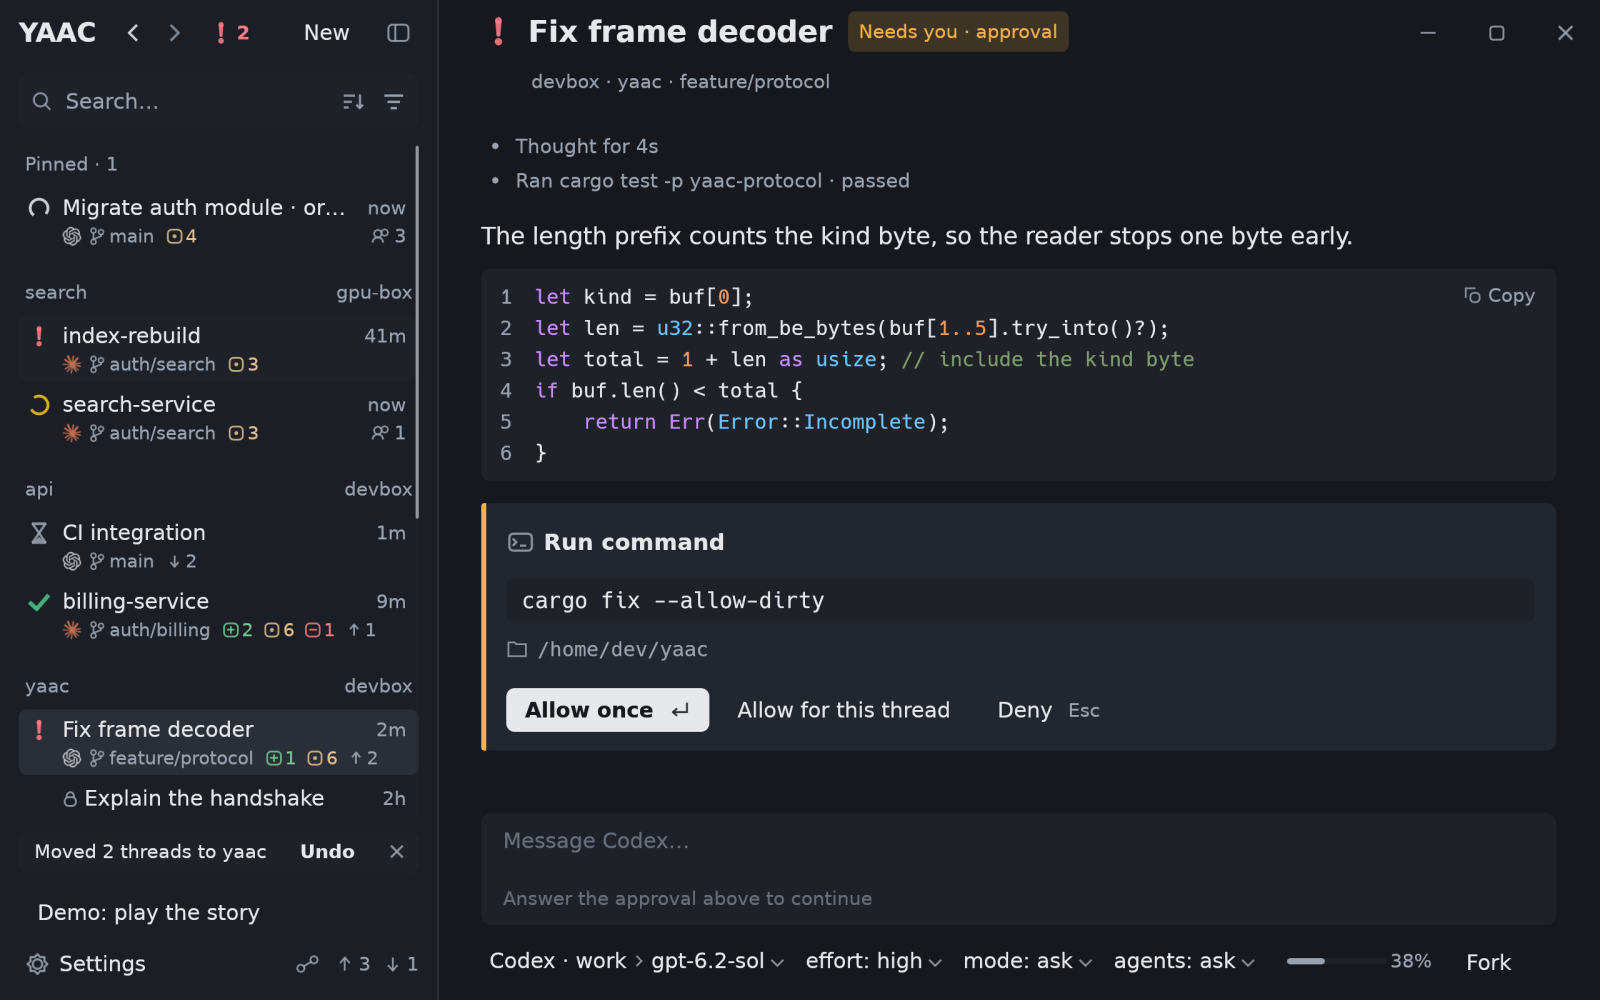 YAAC
2
New
Search...
Pinned · 1
Migrate auth module · or… now
main 4 3
search gpu-box
index-rebuild 41m
auth/search 3
search-service now
auth/search 3 1
api devbox
CI integration 1m
main ↓ 2
billing-service 9m
auth/billing 2 6 1 ↑ 1
yaac devbox
Fix frame decoder 2m
feature/protocol 1 6 ↑ 2
Explain the handshake 2h
Moved 2 threads to yaac Undo
Demo: play the story
Settings ↑ 3 ↓ 1
Fix frame decoder Needs you · approval
devbox · yaac · feature/protocol
• Thought for 4s
• Ran cargo test -p yaac-protocol · passed
The length prefix counts the kind byte, so the reader stops one byte early.
Copy
1 let kind = buf[0];
2 let len = u32::from_be_bytes(buf[1..5].try_into()?);
3 let total = 1 + len as usize; // include the kind byte
4 if buf.len() < total {
5     return Err(Error::Incomplete);
6 }
Run command
cargo fix --allow-dirty
/home/dev/yaac
Allow once ↵ Allow for this thread Deny Esc
Message Codex…
Answer the approval above to continue
Codex · work › gpt-6.2-sol effort: high mode: ask agents: ask 38% Fork